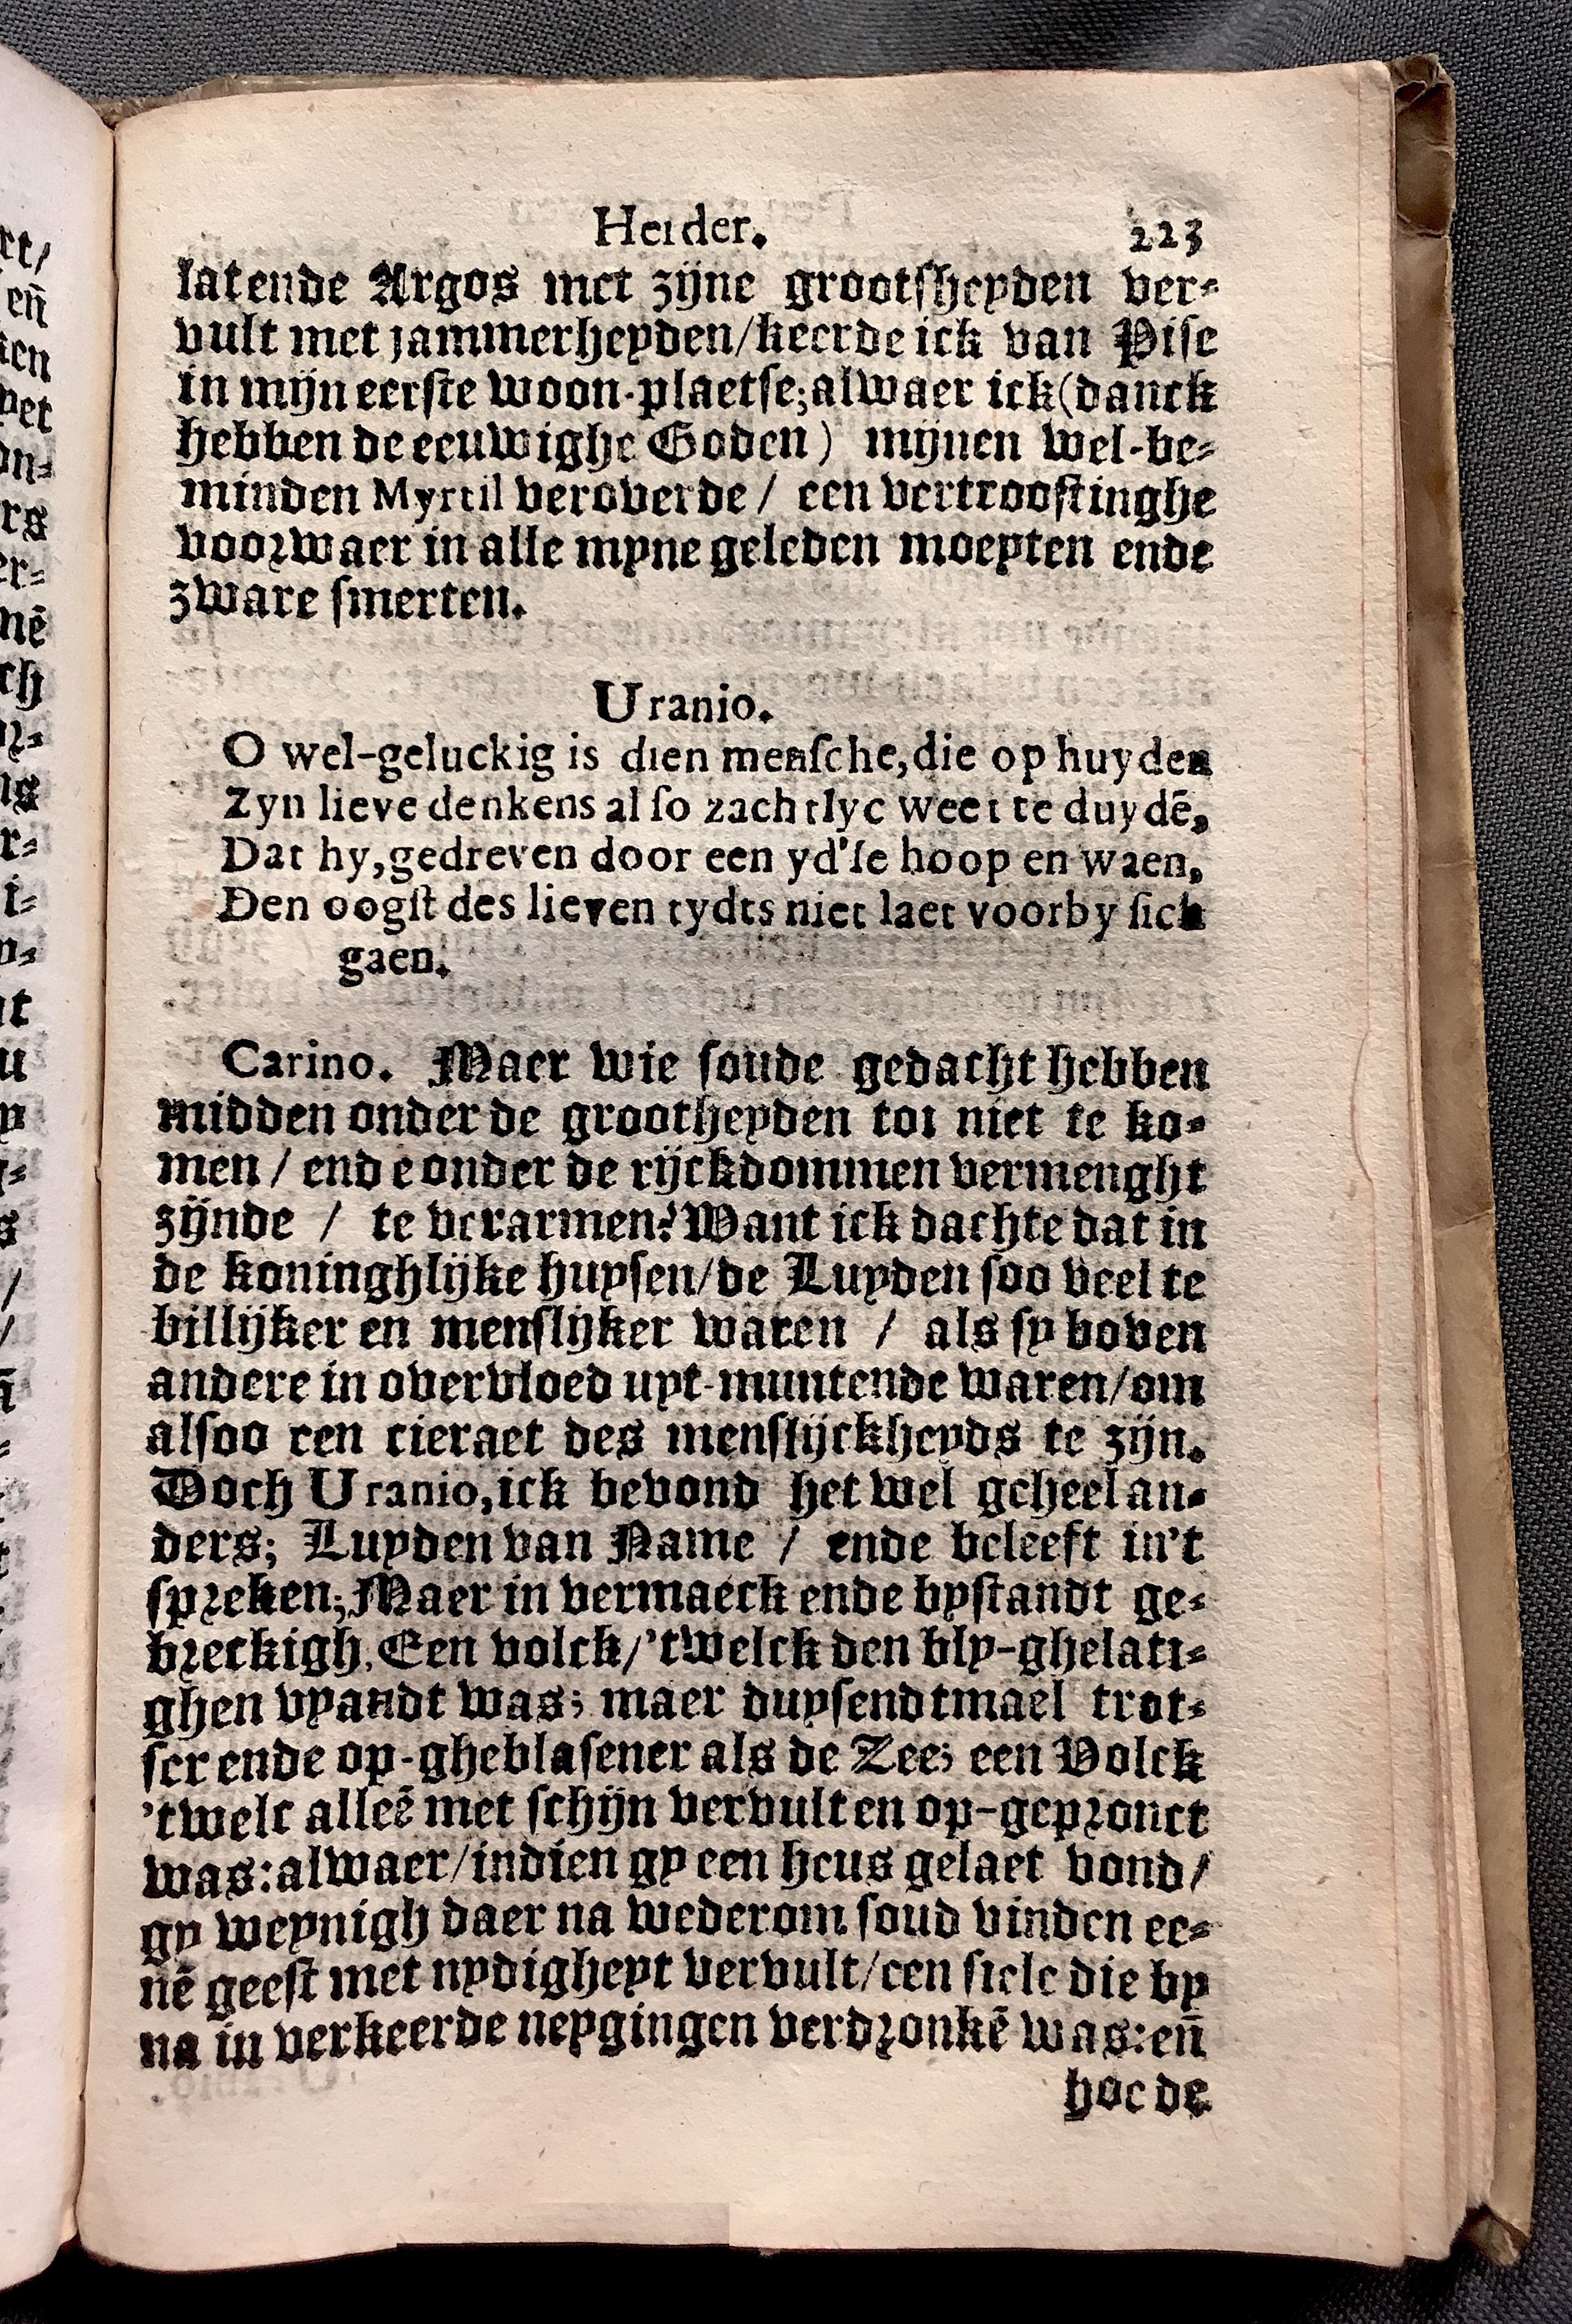 Herder. 223
latende Argos met zijne grootsheyden ver-
vult met jammerheyden/keerde ick van Pise
in mijn eerste woon-plaetse; alwaer ick (danck
hebben de eeuwighe Goden) mijnen wel-be-
minden Myrtil veroverde / een vertroostinghe
voorwaer in alle myne geleden moeyten ende
zware smerten.
Uranio.
O wel-geluckig is dien mensche, die op huyden
Zyn lieve denkens al so zachtlyc weet te duydē,
Dat hy, gedreven door een yd'le hoop en waen,
Den oogst des lieven tydts niet laet voorby sich
gaen.
Carino. Maer wie soude gedacht hebben
midden onder de grootheyden tot niet te ko-
men / ende onder de rijckdommen vermenght
zijnde / te verarmen? Want ick dachte dat in
de koninghlijke huysen/de Luyden soo veel te
billijker en menslijker waren / als sy boven
andere in overvloed uyt-muntende waren/om
alsoo een cieraet des menslijckheyds te zijn.
Doch Uranio, ick bevond het wel geheel an-
ders; Luyden van Name / ende beleeft in't
spreken; Maer in vermaeck ende bystandt ge-
breckigh. Een volck/'twelck den bly-ghelati-
ghen vyandt was; maer duysendtmael trot-
ser ende op-gheblasener als de Zee; een Volck
'twelc alleē met schijn vervult en op-gepronct
was: alwaer/indien gy een heus gelaet vond/
gy weynigh daer na wederom soud vinden ee-
nē geest met nydigheyt vervult/een siele die by
na in verkeerde neygingen verdronkē was: eñ
hoe de